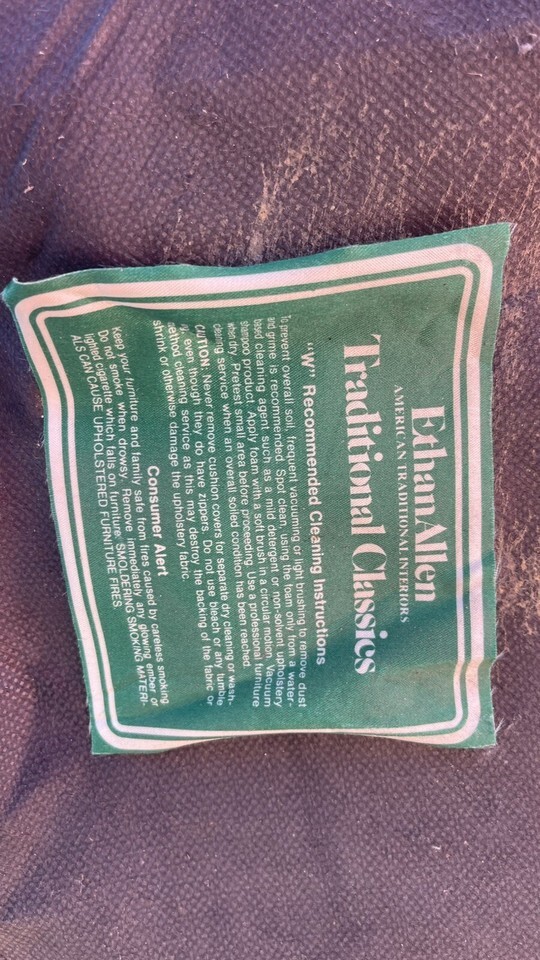 Ethan Allen
AMERICAN TRADITIONAL INTERIORS
Traditional Classics
"W" Recommended Cleaning Instructions
To prevent overall soil, frequent vacuuming or light brushing to remove dust
and grime is recommended. Spot clean, using the foam only from a water-
based cleaning agent such as a mild detergent or non-solvent upholstery
shampoo product. Apply foam with a soft brush in a circular motion. Vacuum
when dry. Pretest small area before proceeding. Use a professional furniture
cleaning service when an overall soiled condition has been reached.
CAUTION: Never remove cushion covers for separate dry cleaning or wash-
even though they do have zippers. Do not use bleach or any tumble
method cleaning service as this may destroy the backing of the fabric or
shrink or otherwise damage the upholstery fabric.
Consumer Alert
Keep your furniture and family safe from fires caused by careless smoking.
Do not smoke when drowsy. Remove immediately any glowing ember or
lighted cigarette which falls on furniture. SMOLDERING SMOKING MATERI-
ALS CAN CAUSE UPHOLSTERED FURNITURE FIRES.